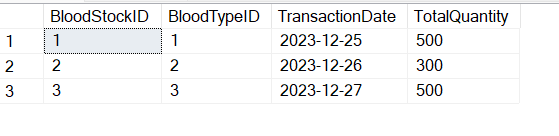 BloodStockID BloodTypeID TransactionDate TotalQuantity
1 1 1 2023-12-25 500
2 2 2 2023-12-26 300
3 3 3 2023-12-27 500